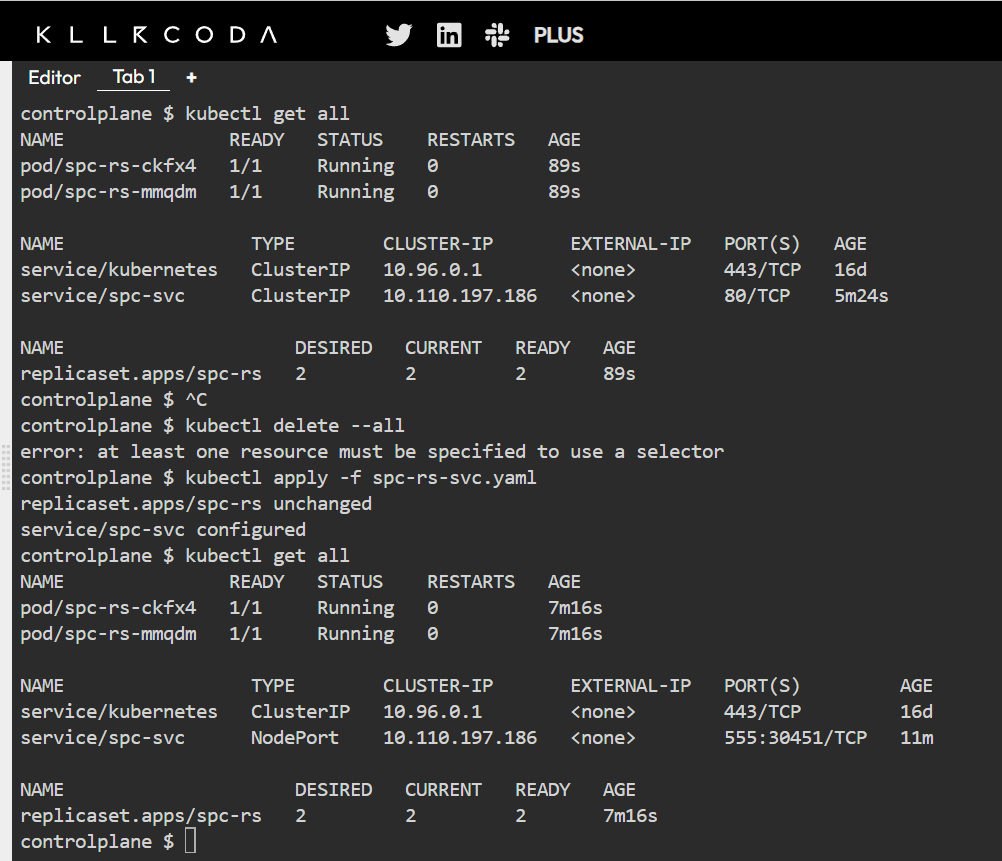 KLLRCODA PLUS
Editor Tab 1 +
controlplane $ kubectl get all
NAME READY STATUS RESTARTS AGE
pod/spc-rs-ckfx4 1/1 Running 0 89s
pod/spc-rs-mmqdm 1/1 Running 0 89s
NAME TYPE CLUSTER-IP EXTERNAL-IP PORT(S) AGE
service/kubernetes ClusterIP 10.96.0.1 <none> 443/TCP 16d
service/spc-svc ClusterIP 10.110.197.186 <none> 80/TCP 5m24s
NAME DESIRED CURRENT READY AGE
replicaset.apps/spc-rs 2 2 2 89s
controlplane $ ^C
controlplane $ kubectl delete --all
error: at least one resource must be specified to use a selector
controlplane $ kubectl apply -f spc-rs-svc.yaml
replicaset.apps/spc-rs unchanged
service/spc-svc configured
controlplane $ kubectl get all
NAME READY STATUS RESTARTS AGE
pod/spc-rs-ckfx4 1/1 Running 0 7m16s
pod/spc-rs-mmqdm 1/1 Running 0 7m16s
NAME TYPE CLUSTER-IP EXTERNAL-IP PORT(S) AGE
service/kubernetes ClusterIP 10.96.0.1 <none> 443/TCP 16d
service/spc-svc NodePort 10.110.197.186 <none> 555:30451/TCP 11m
NAME DESIRED CURRENT READY AGE
replicaset.apps/spc-rs 2 2 2 7m16s
controlplane $